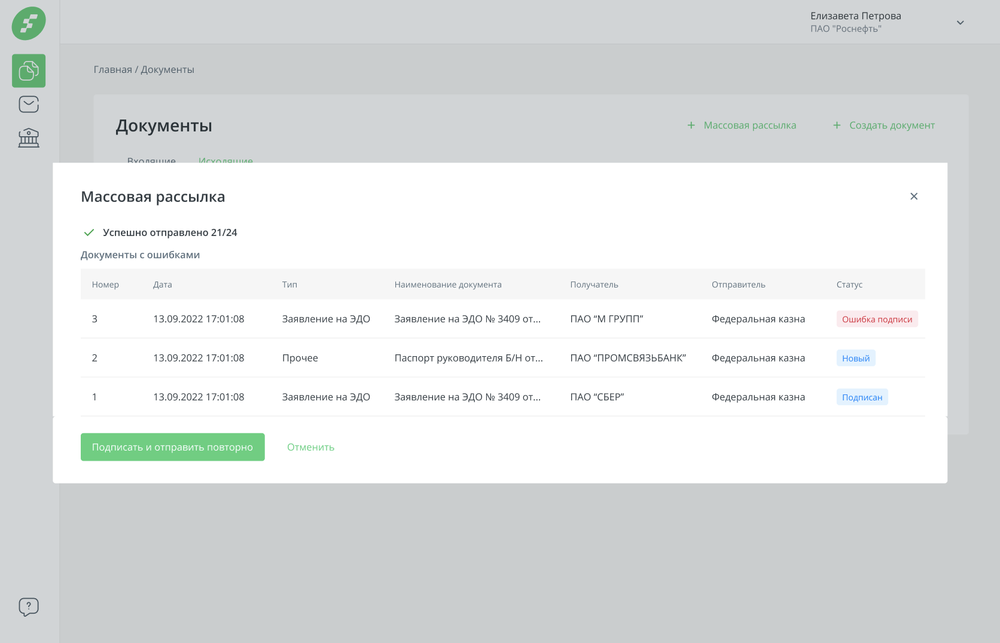 Елизавета Петрова
ПАО "Роснефть"
Главная / Документы
Документы
+ Массовая рассылка
+ Создать документ
Входящие Исходящие
Массовая рассылка
Успешно отправлено 21/24
Документы с ошибками
Номер Дата Тип Наименование документа Получатель Отправитель Статус
3 13.09.2022 17:01:08 Заявление на ЭДО Заявление на ЭДО № 3409 от... ПАО “М ГРУПП” Федеральная казна Ошибка подписи
2 13.09.2022 17:01:08 Прочее Паспорт руководителя Б/Н от... ПАО “ПРОМСВЯЗЬБАНК” Федеральная казна Новый
1 13.09.2022 17:01:08 Заявление на ЭДО Заявление на ЭДО № 3409 от... ПАО “СБЕР” Федеральная казна Подписан
Подписать и отправить повторно Отменить
?